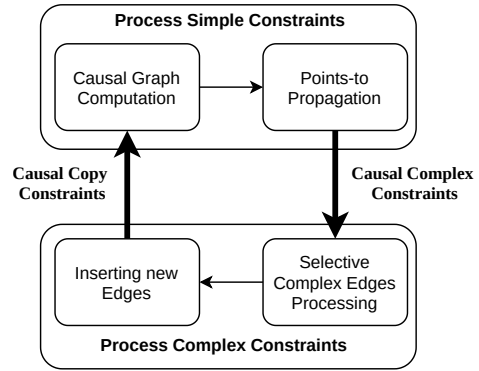 Process Simple Constraints
Causal Graph
Computation
Points-to
Propagation
Causal Copy
Constraints
Causal Complex
Constraints
Inserting new
Edges
Selective
Complex Edges
Processing
Process Complex Constraints